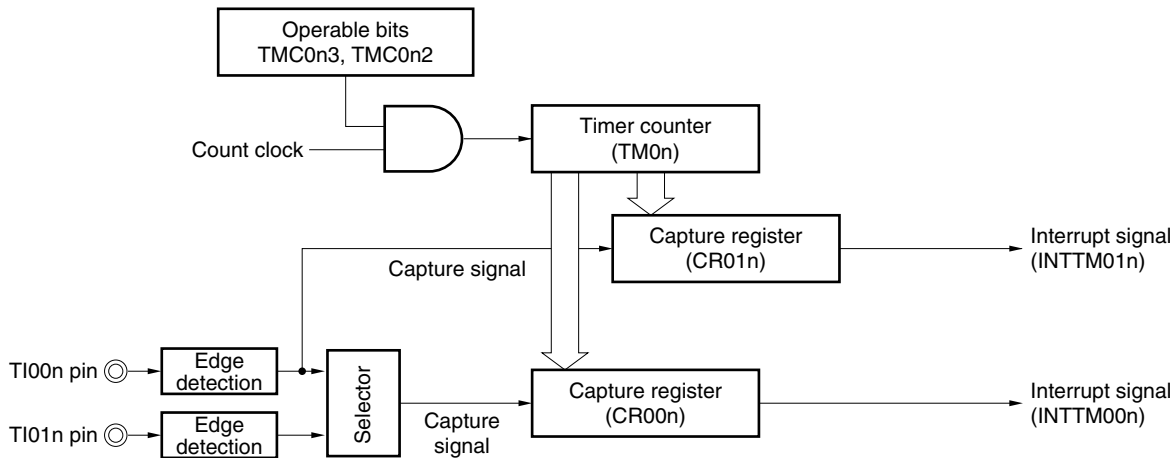 Operable bits
TMC0n3, TMC0n2
Count clock
Timer counter
(TM0n)
Capture register
(CR01n)
Interrupt signal
(INTTM01n)
Capture signal
TI00n pin
Edge
detection
Selector
Capture register
(CR00n)
Interrupt signal
(INTTM00n)
TI01n pin
Edge
detection
Capture
signal